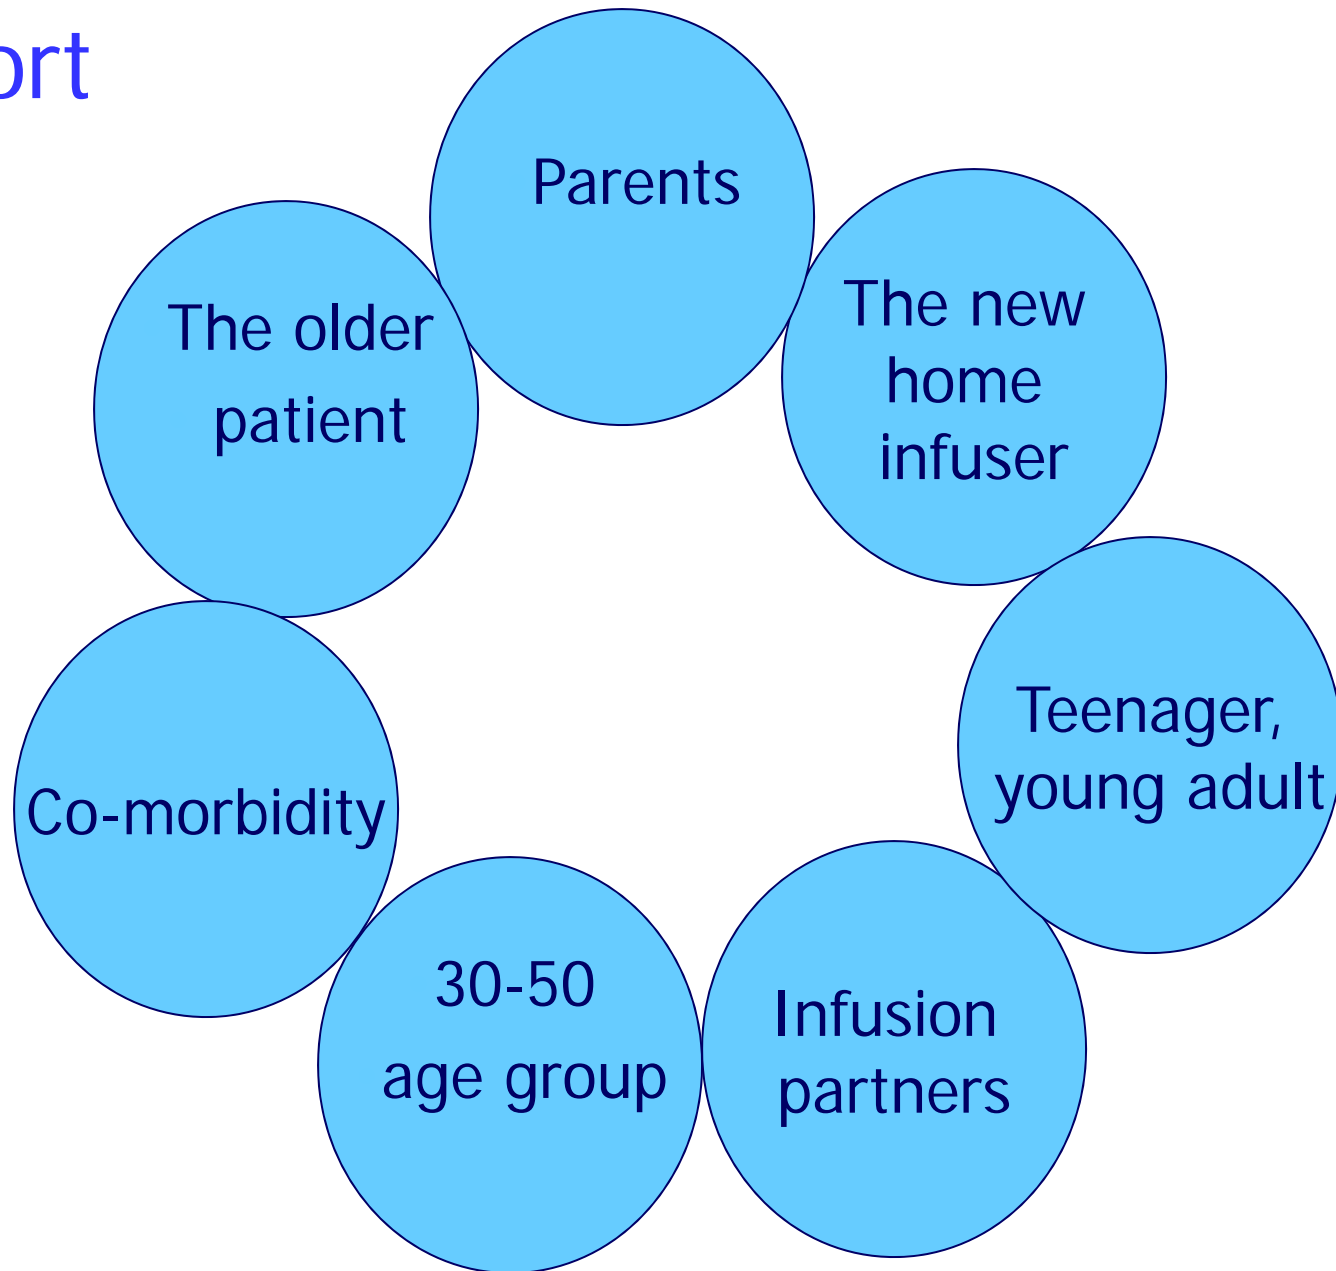 ort
Parents
The new
home
infuser
Teenager,
young adult
Infusion
partners
30-50
age group
Co-morbidity
The older
patient